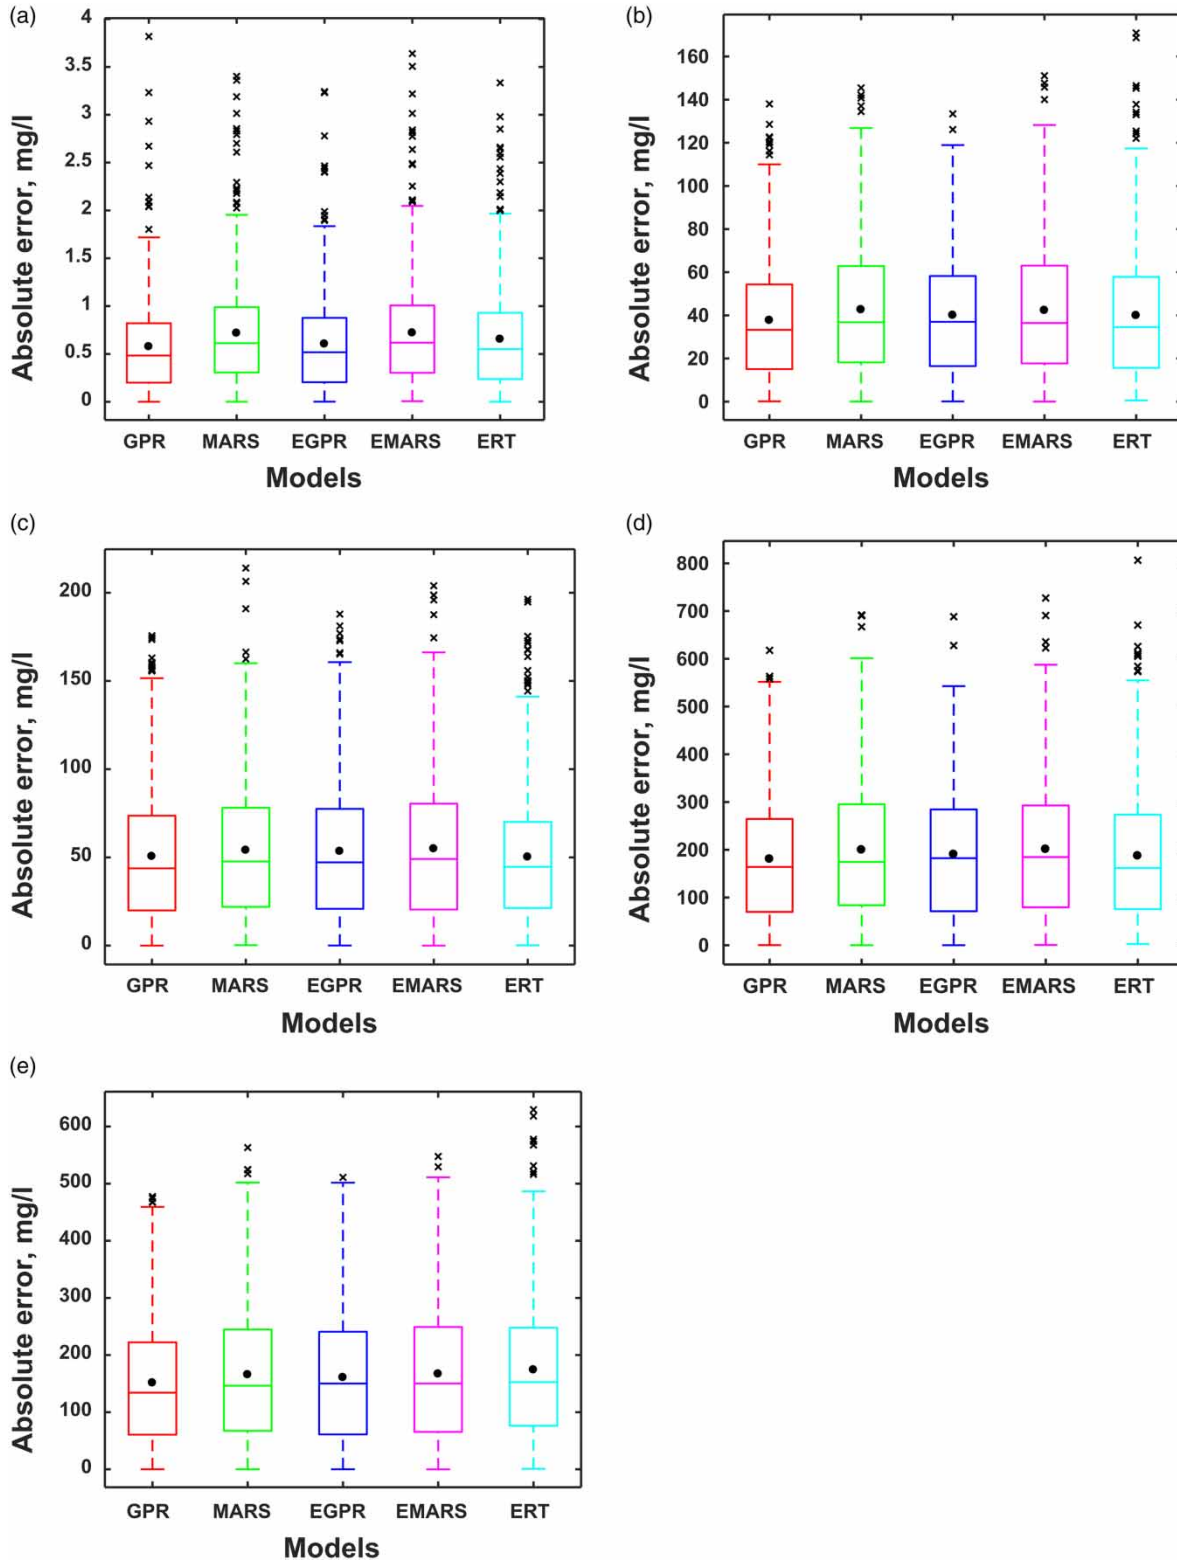 (a)
4
3.5
3
2.5
2
1.5
1
0.5
0
Absolute error, mg/l
GPR MARS EGPR EMARS ERT
Models
(b)
160
140
120
100
80
60
40
20
0
Absolute error, mg/l
GPR MARS EGPR EMARS ERT
Models
(c)
200
150
100
50
0
Absolute error, mg/l
GPR MARS EGPR EMARS ERT
Models
(d)
800
700
600
500
400
300
200
100
0
Absolute error, mg/l
GPR MARS EGPR EMARS ERT
Models
(e)
600
500
400
300
200
100
0
Absolute error, mg/l
GPR MARS EGPR EMARS ERT
Models